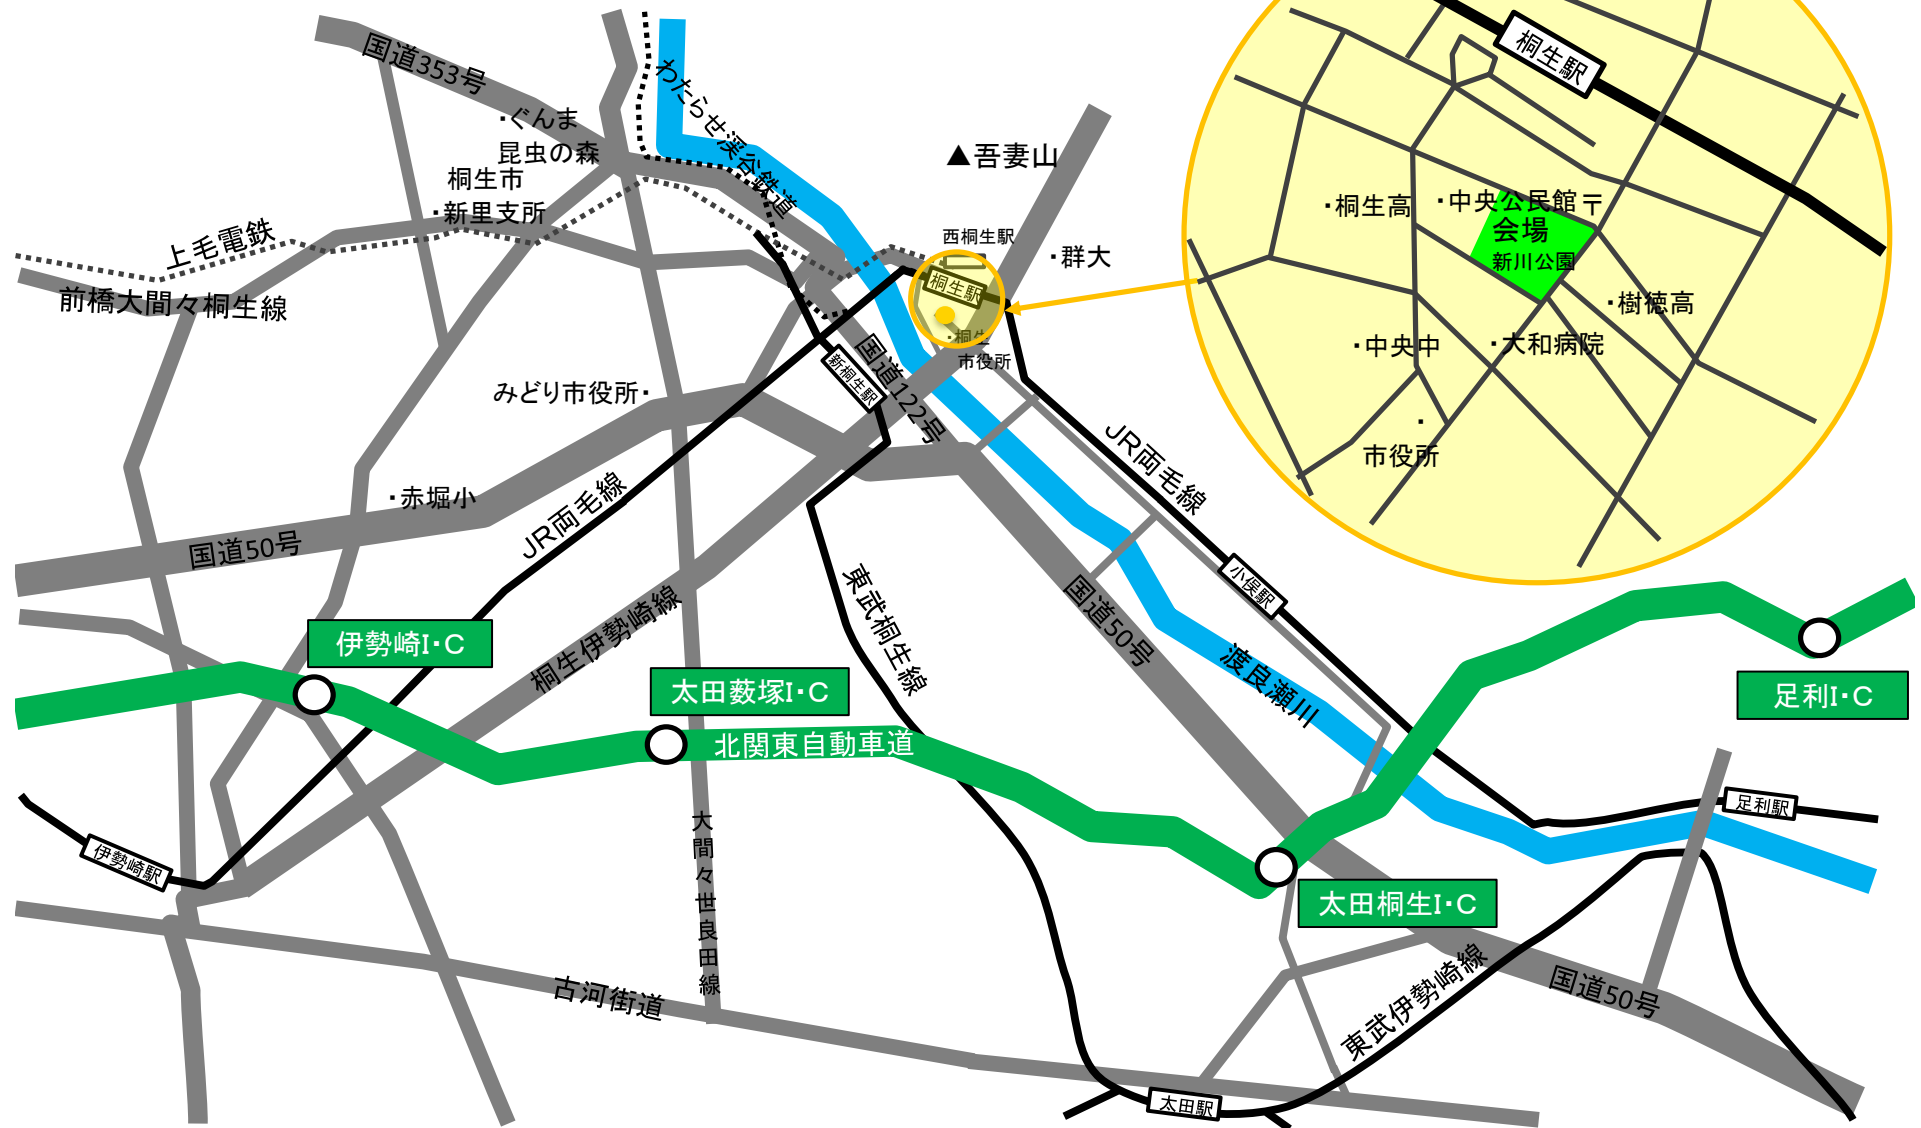 国道353号
・ぐんま
昆虫の森
桐生市
・新里支所
わたらせ渓谷鉄道
▲吾妻山
上毛電鉄
前橋大間々桐生線
西桐生駅
桐生駅
・群大
・桐生
市役所
新桐生駅
国道122号
みどり市役所・
・赤堀小
国道50号
JR両毛線
JR両毛線
桐生駅
・桐生高
・中央公民館
〒
会場
新川公園
・樹徳高
・中央中
・大和病院
・
市役所
小俣駅
東武桐生線
国道50号
渡良瀬川
桐生伊勢崎線
伊勢崎I・C
太田薮塚I・C
北関東自動車道
足利I・C
足利駅
伊勢崎駅
大間々世良田線
太田桐生I・C
古河街道
東武伊勢崎線
国道50号
太田駅